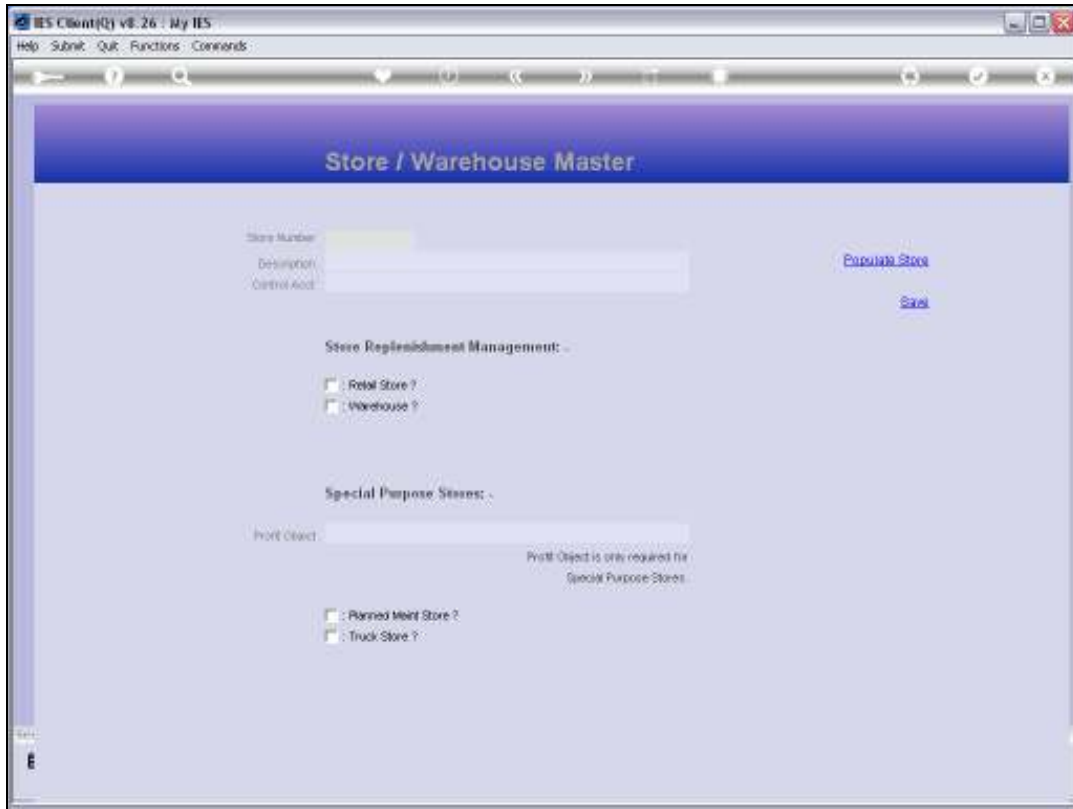 IES Client(Q) v8.26 : My IES
Help Submit Quit Functions Commands
Store / Warehouse Master
Store Number
Description
Control Acct
Populate Store
Save
Store Replenishment Management: -
: Retail Store ?
: Warehouse ?
Special Purpose Stores: -
Profit Object
Profit Object is only required for
Special Purpose Stores.
: Planned Maint Store ?
: Truck Store ?